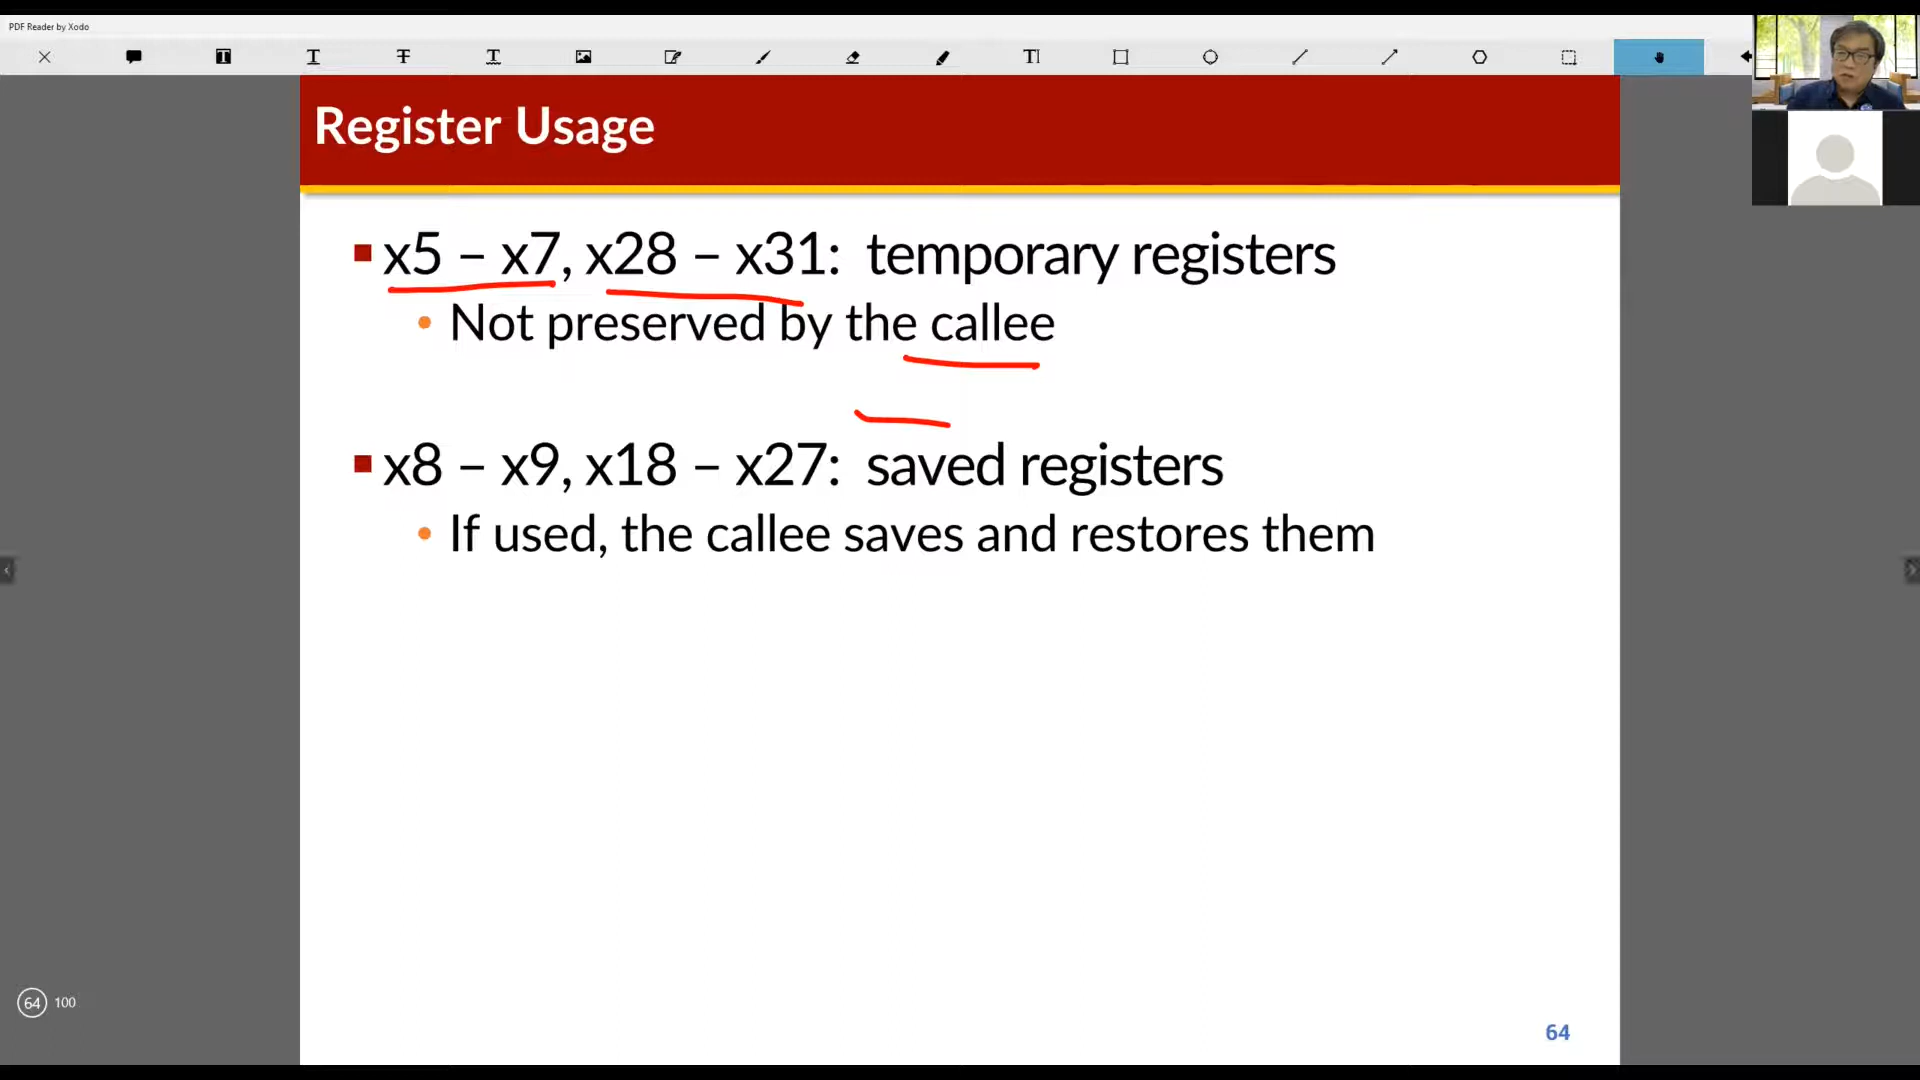 PDF Reader by Xodo
Register Usage
▪ x5 – x7, x28 – x31: temporary registers
• Not preserved by the callee
▪ x8 – x9, x18 – x27: saved registers
• If used, the callee saves and restores them
64 100
64